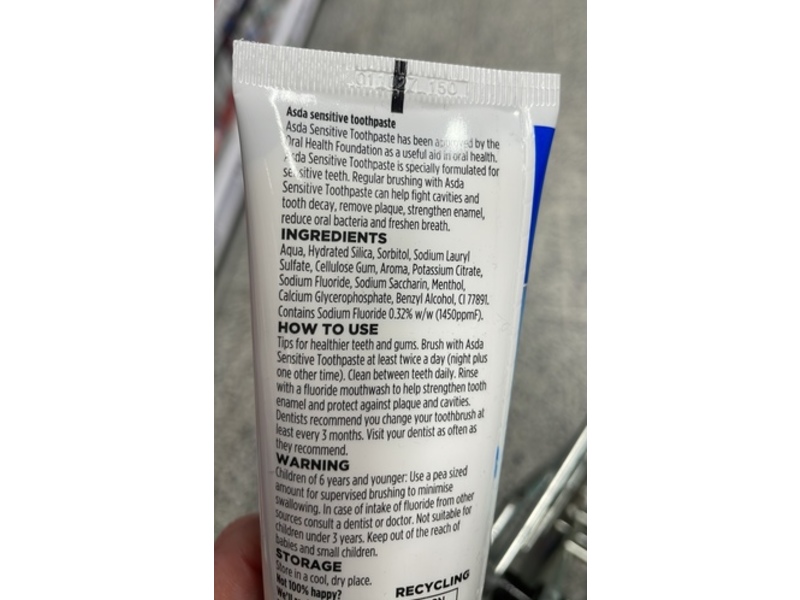 150
Asda sensitive toothpaste
Asda Sensitive Toothpaste has been approved by the
Oral Health Foundation as a useful aid in oral health.
Asda Sensitive Toothpaste is specially formulated for
sensitive teeth. Regular brushing with Asda
Sensitive Toothpaste can help fight cavities and
tooth decay, remove plaque, strengthen enamel,
reduce oral bacteria and freshen breath.
INGREDIENTS
Aqua, Hydrated Silica, Sorbitol, Sodium Lauryl
Sulfate, Cellulose Gum, Aroma, Potassium Citrate,
Sodium Fluoride, Sodium Saccharin, Menthol,
Calcium Glycerophosphate, Benzyl Alcohol, CI 77891.
Contains Sodium Fluoride 0.32% w/w (1450ppmF).
HOW TO USE
Tips for healthier teeth and gums. Brush with Asda
Sensitive Toothpaste at least twice a day (night plus
one other time). Clean between teeth daily. Rinse
with a fluoride mouthwash to help strengthen tooth
enamel and protect against plaque and cavities.
Dentists recommend you change your toothbrush at
least every 3 months. Visit your dentist as often as
they recommend.
WARNING
Children of 6 years and younger: Use a pea sized
amount for supervised brushing to minimise
swallowing. In case of intake of fluoride from other
sources consult a dentist or doctor. Not suitable for
children under 3 years. Keep out of the reach of
babies and small children.
STORAGE
Store in a cool, dry place.
Not 100% happy?
RECYCLING